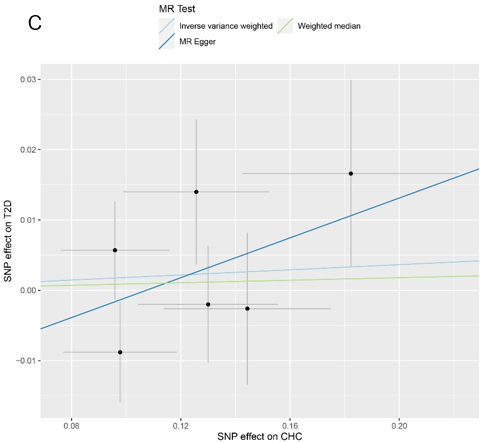 C
MR Test
Inverse variance weighted
Weighted median
MR Egger
0.03
0.02
0.01
0.00
−0.01
SNP effect on T2D
0.08
0.12
0.16
0.20
SNP effect on CHC